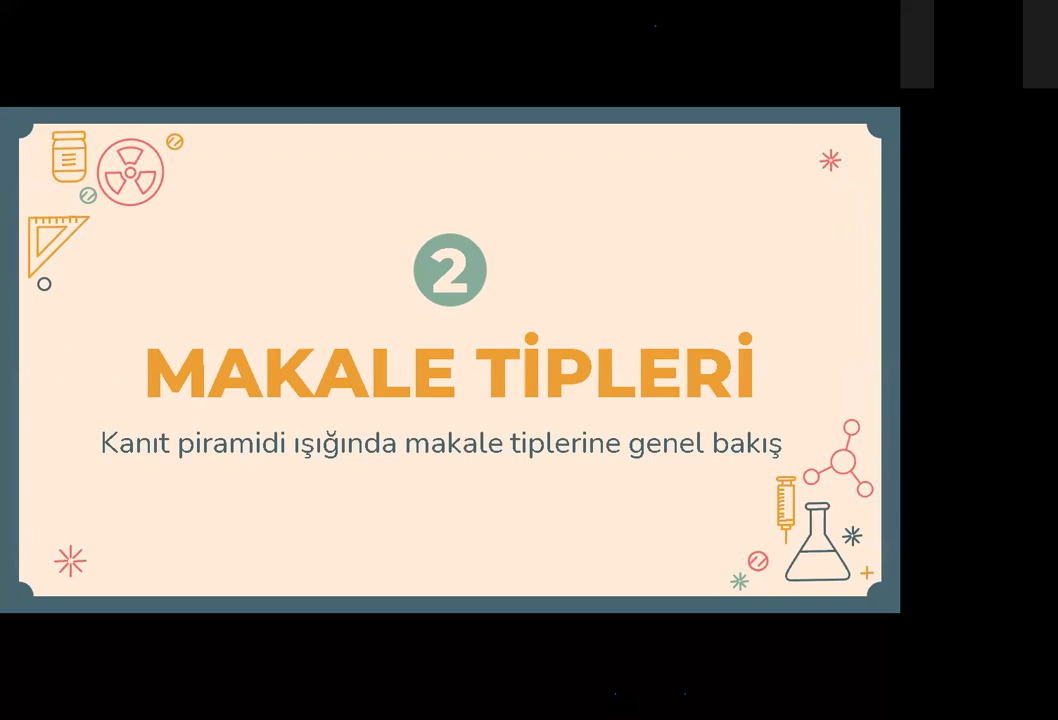 2
MAKALE TİPLERİ
Kanıt piramidi ışığında makale tiplerine genel bakış